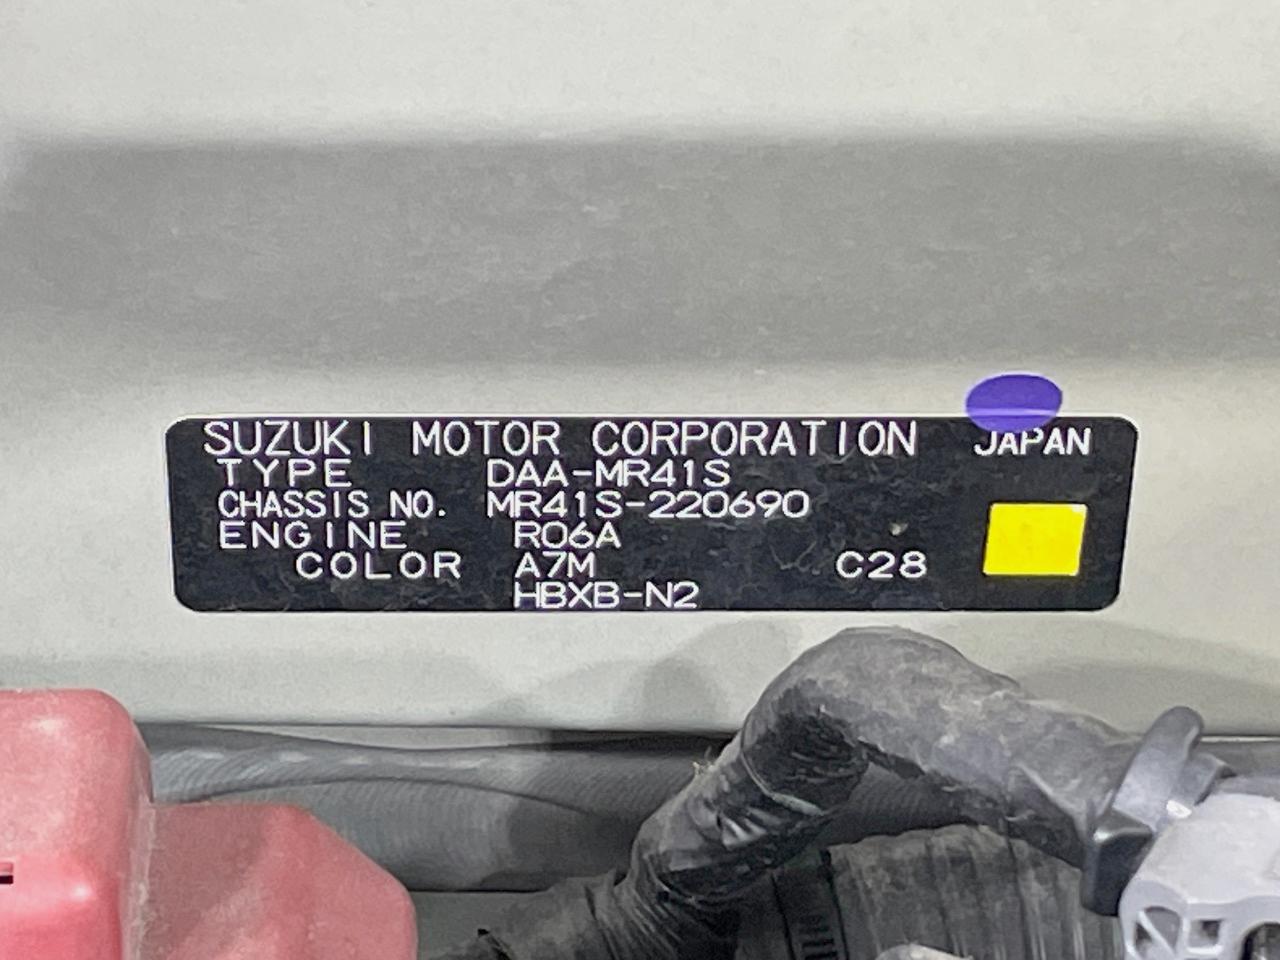 SUZUKI MOTOR CORPORATION JAPAN
TYPE DAA-MR41S
CHASSIS NO. MR41S-220690
ENGINE R06A
COLOR A7M C28
HBXB-N2